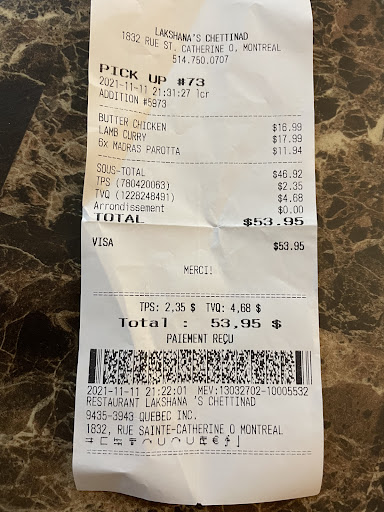 LAKSHANA'S CHETTINAD
1832 RUE ST. CATHERINE O, MONTREAL
514.750.0707
PICK UP #73
2021-11-11 21:31:27 1cr
ADDITION #5973
BUTTER CHICKEN $16.99
LAMB CURRY $17.99
6x MADRAS PAROTTA $11.94
SOUS-TOTAL $46.92
TPS (780420063) $2.35
TVQ (1228248491) $4.68
Arrondissement $0.00
TOTAL $53.95
VISA $53.95
MERCI!
TPS: 2,35 $ TVQ: 4,68 $
Total : 53,95 $
PAIEMENT REÇU
2021-11-11 21:22:01 MEV:13032702-10005532
RESTAURANT LAKSHANA 'S CHETTINAD
9435-3943 QUEBEC INC.
1832, RUE SAINTE-CATHERINE O MONTREAL